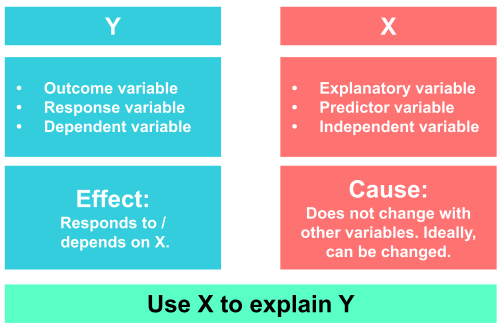 Y
• Outcome variable
• Response variable
• Dependent variable
Effect:
Responds to /
depends on X.
X
• Explanatory variable
• Predictor variable
• Independent variable
Cause:
Does not change with
other variables. Ideally,
can be changed.
Use X to explain Y